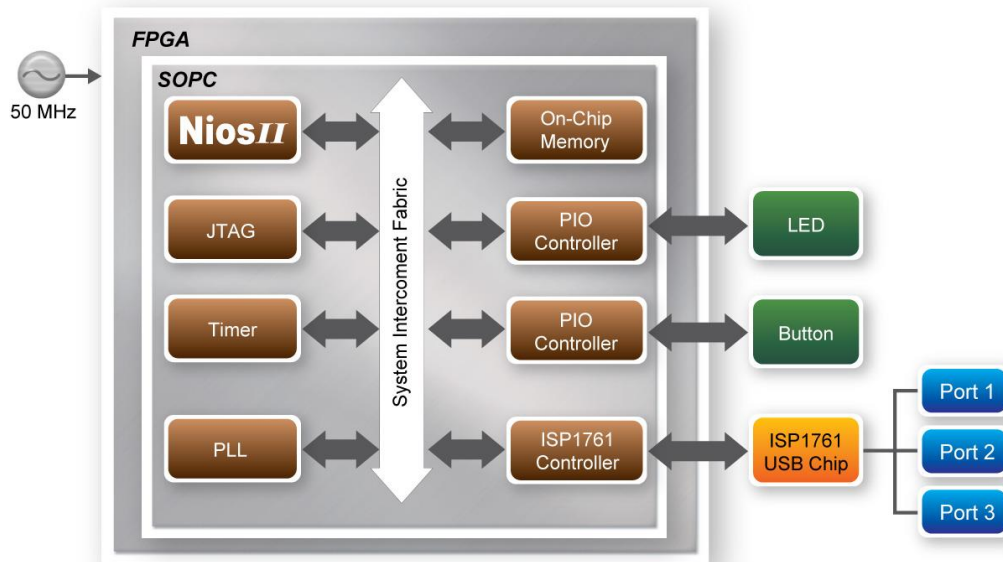 FPGA
SOPC
50 MHz
NiosII
On-Chip
Memory
JTAG
PIO
Controller
LED
Timer
PIO
Controller
Button
PLL
ISP1761
Controller
ISP1761
USB Chip
Port 1
Port 2
Port 3
System Interconment Fabric